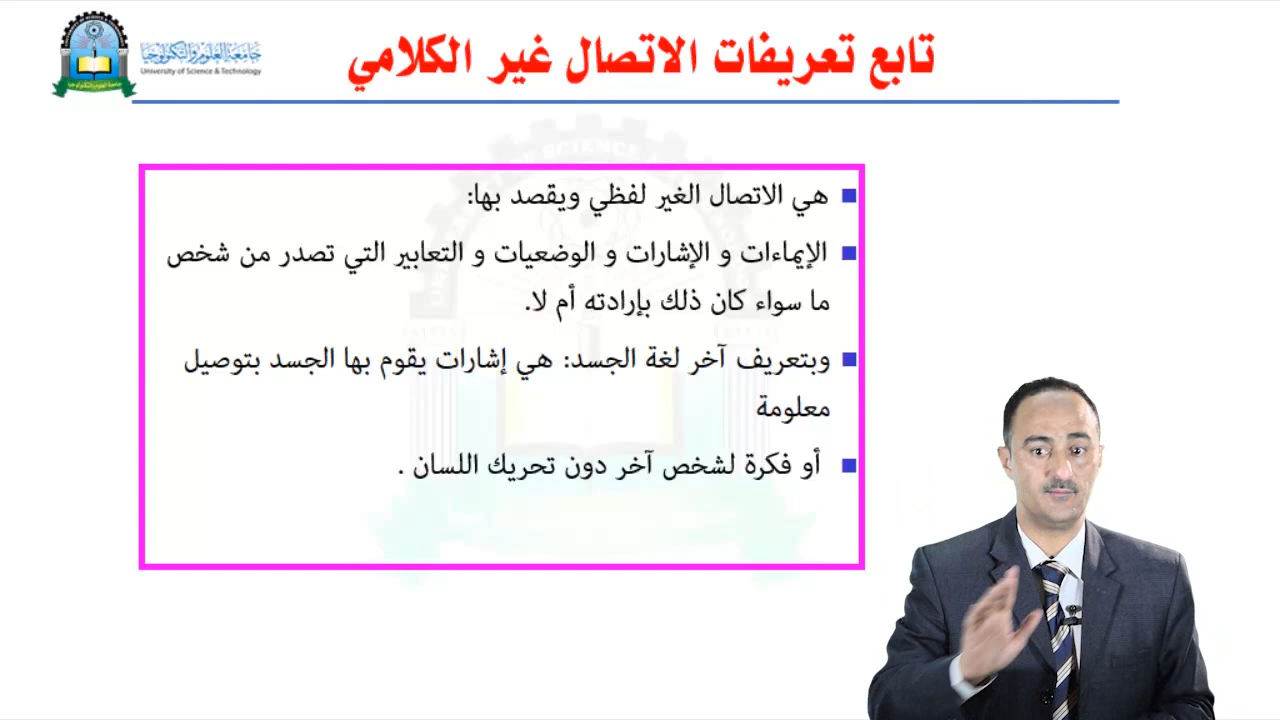 تابع تعريفات الاتصال غير الكلامي
جامعة العلوم والتكنولوجيا
University of Science & Technology
هي الاتصال الغير لفظي ويقصد بها:
الإيماءات و الإشارات و الوضعيات و التعابير التي تصدر من شخص
ما سواء كان ذلك بإرادته أم لا.
وبتعريف آخر لغة الجسد: هي إشارات يقوم بها الجسد بتوصيل
معلومة
أو فكرة لشخص آخر دون تحريك اللسان .